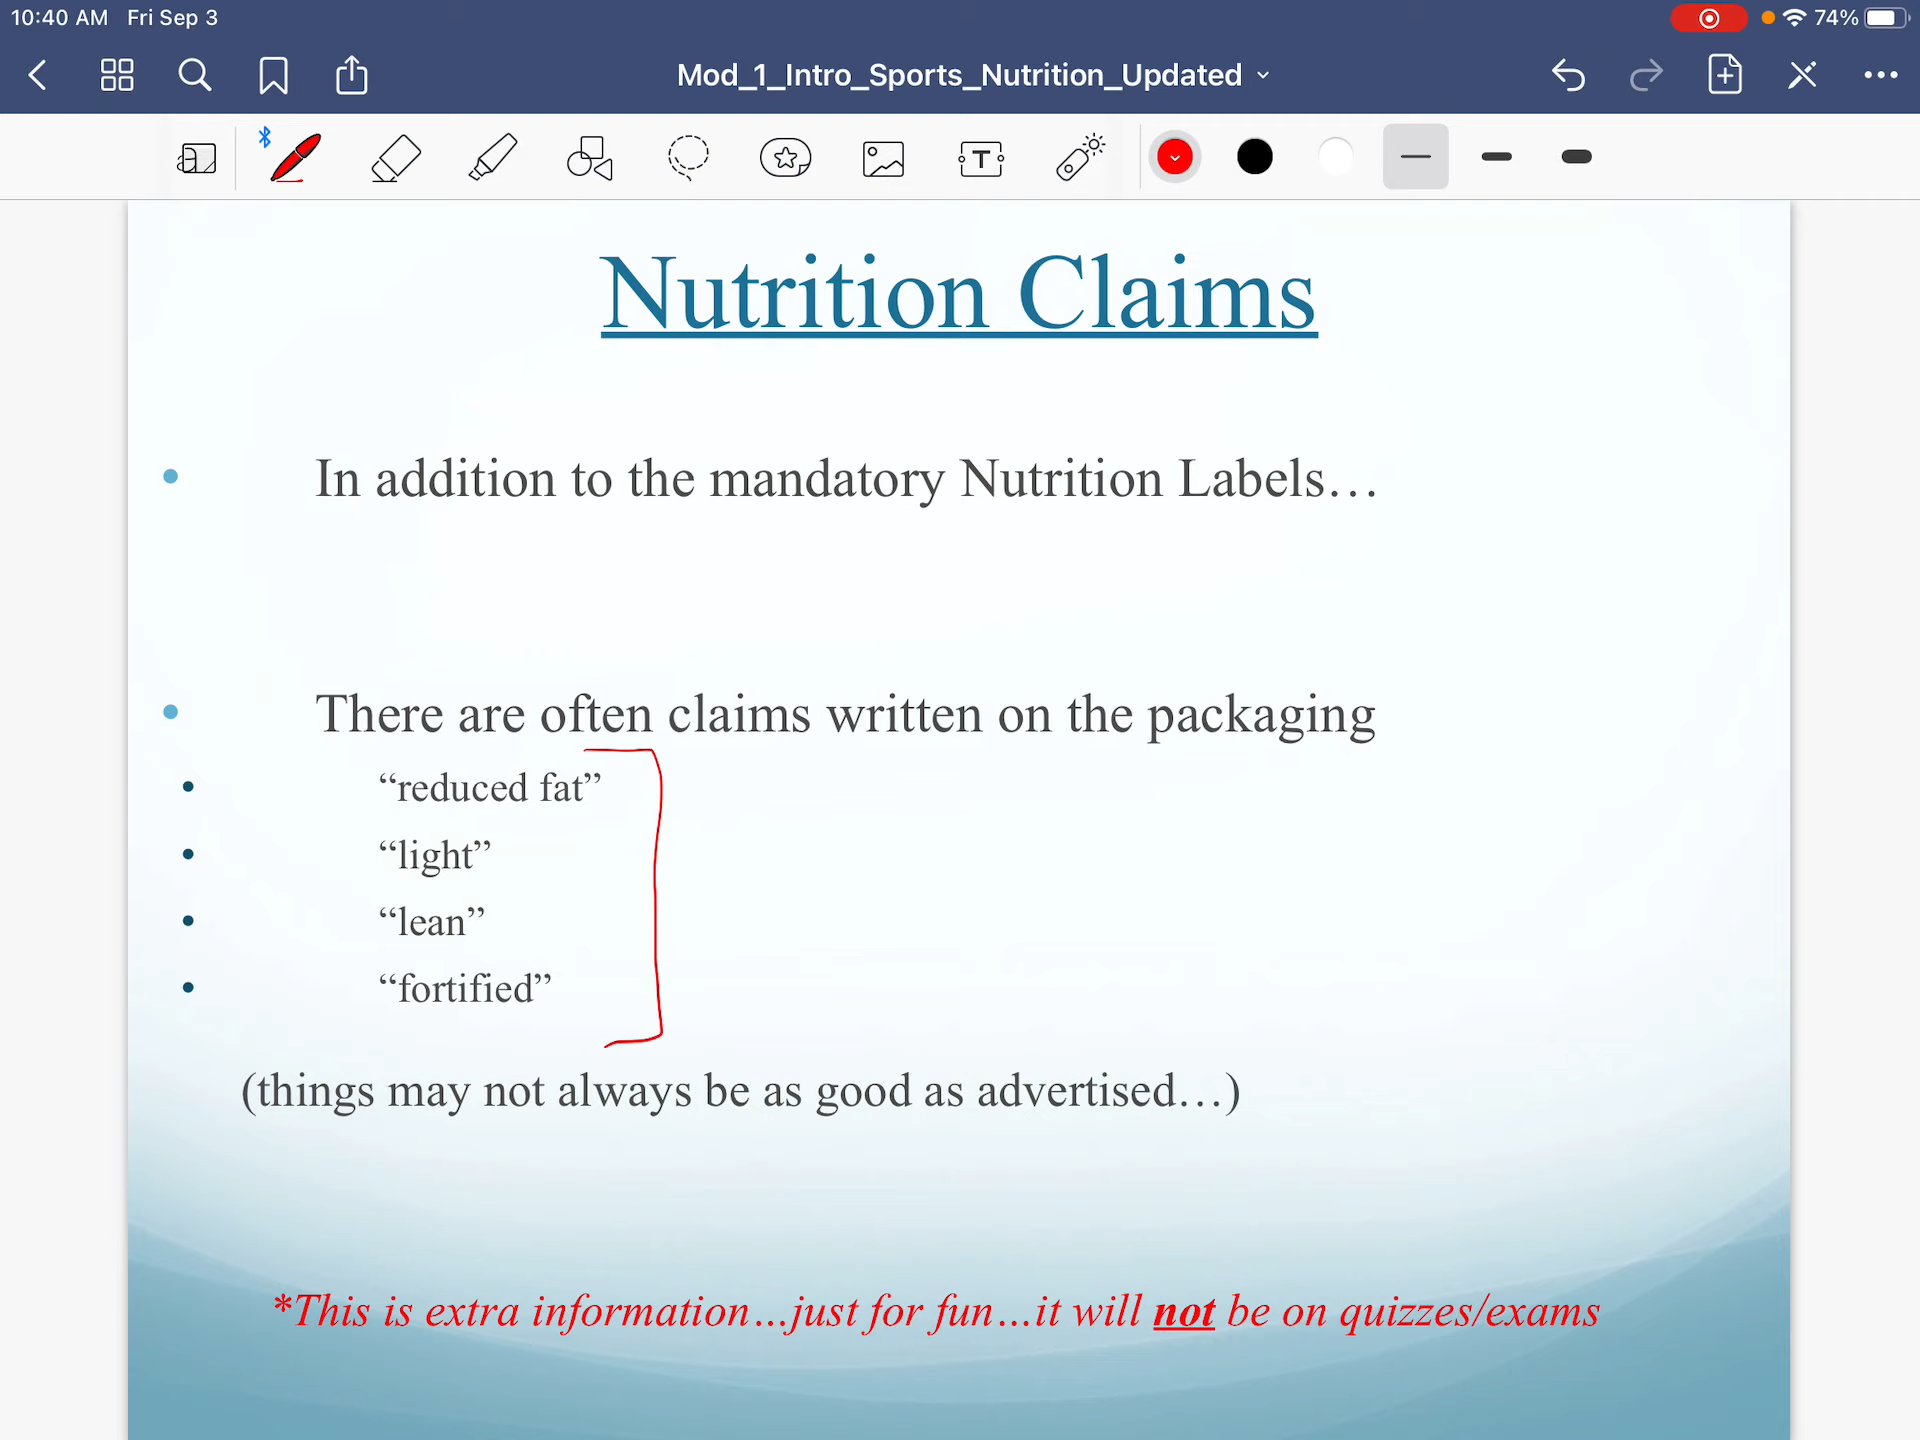 10:40 AM Fri Sep 3
74%
Mod_1_Intro_Sports_Nutrition_Updated
T
Nutrition Claims
• In addition to the mandatory Nutrition Labels…
• There are often claims written on the packaging
• “reduced fat”
• “light”
• “lean”
• “fortified”
(things may not always be as good as advertised…)
*This is extra information…just for fun…it will not be on quizzes/exams